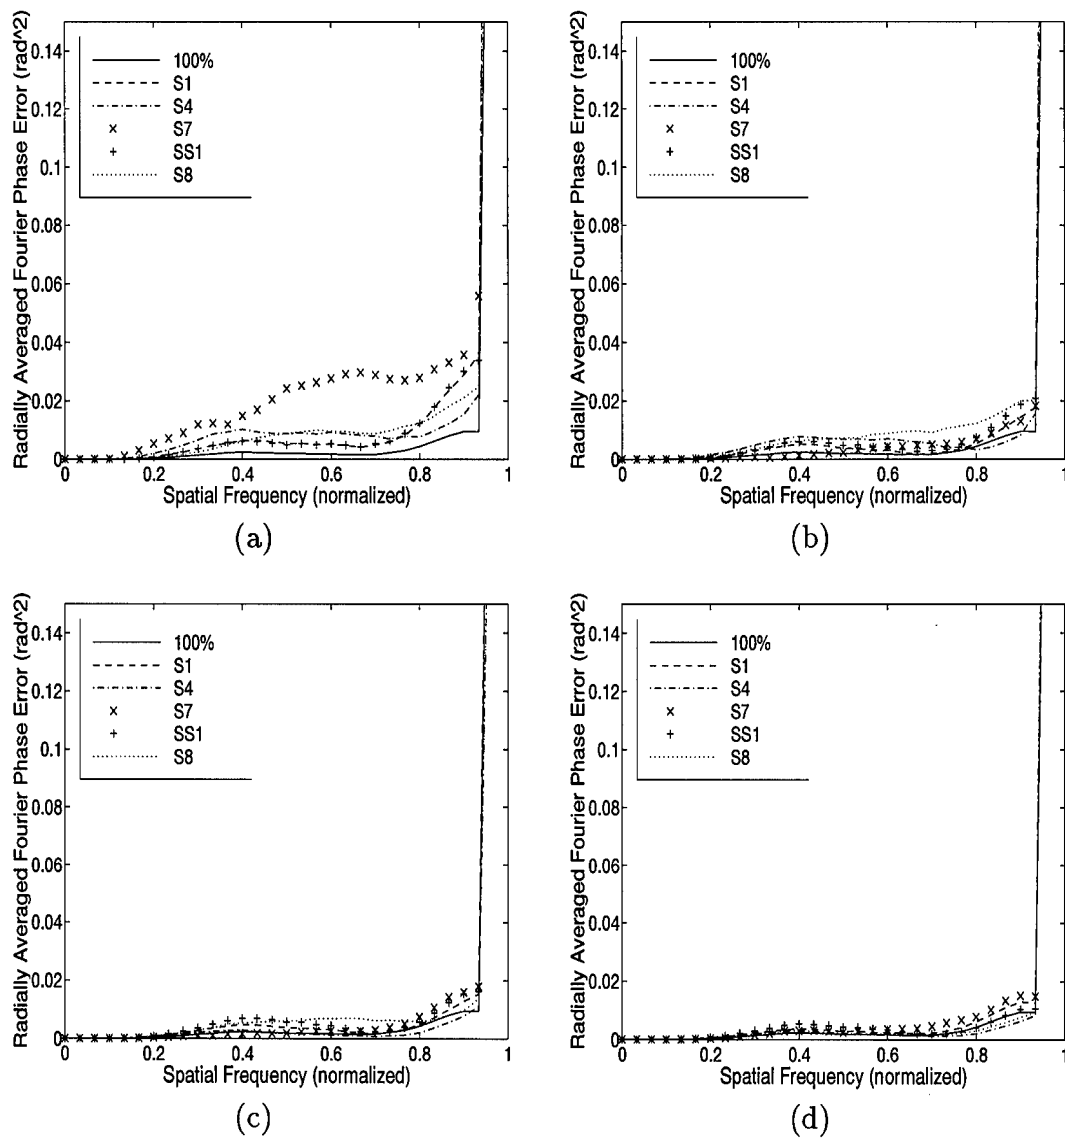 Radially Averaged Fourier Phase Error (rad^2)
0.14
0.12
0.1
0.08
0.06
0.04
0.02
0
100%
S1
S4
S7
SS1
S8
0 0.2 0.4 0.6 0.8 1
Spatial Frequency (normalized)
(a)
Radially Averaged Fourier Phase Error (rad^2)
0.14
0.12
0.1
0.08
0.06
0.04
0.02
0
100%
S1
S4
S7
SS1
S8
0 0.2 0.4 0.6 0.8 1
Spatial Frequency (normalized)
(b)
Radially Averaged Fourier Phase Error (rad^2)
0.14
0.12
0.1
0.08
0.06
0.04
0.02
0
100%
S1
S4
S7
SS1
S8
0 0.2 0.4 0.6 0.8 1
Spatial Frequency (normalized)
(c)
Radially Averaged Fourier Phase Error (rad^2)
0.14
0.12
0.1
0.08
0.06
0.04
0.02
0
100%
S1
S4
S7
SS1
S8
0 0.2 0.4 0.6 0.8 1
Spatial Frequency (normalized)
(d)